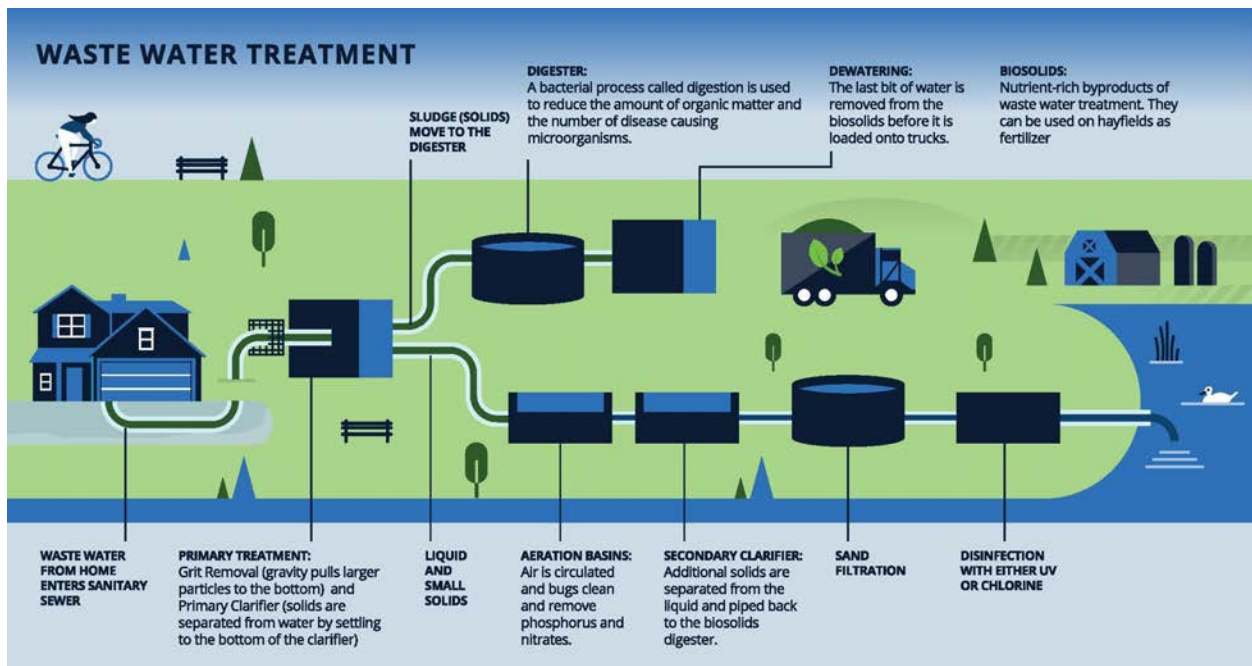 WASTE WATER TREATMENT
SLUDGE (SOLIDS)
MOVE TO THE
DIGESTER
DIGESTER:
A bacterial process called digestion is used
to reduce the amount of organic matter and
the number of disease causing
microorganisms.
DEWATERING:
The last bit of water is
removed from the
biosolids before it is
loaded onto trucks.
BIOSOLIDS:
Nutrient-rich byproducts of
waste water treatment. They
can be used on hayfields as
fertilizer
WASTE WATER
FROM HOME
ENTERS SANITARY
SEWER
PRIMARY TREATMENT:
Grit Removal (gravity pulls larger
particles to the bottom) and
Primary Clarifier (solids are
separated from water by settling
to the bottom of the clarifier)
LIQUID
AND
SMALL
SOLIDS
AERATION BASINS:
Air is circulated
and bugs clean
and remove
phosphorus and
nitrates.
SECONDARY CLARIFIER:
Additional solids are
separated from the
liquid and piped back
to the biosolids
digester.
SAND
FILTRATION
DISINFECTION
WITH EITHER UV
OR CHLORINE